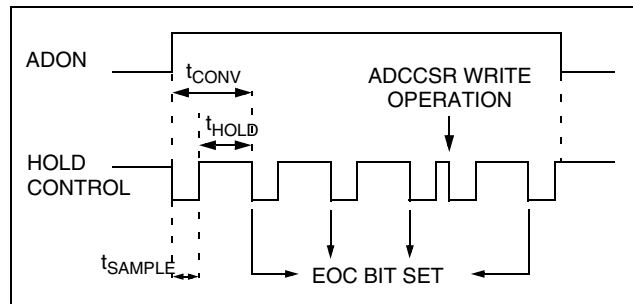 ADON
tCONV
ADCCSR WRITE
OPERATION
tHOLD
HOLD
CONTROL
tSAMPLE
EOC BIT SET